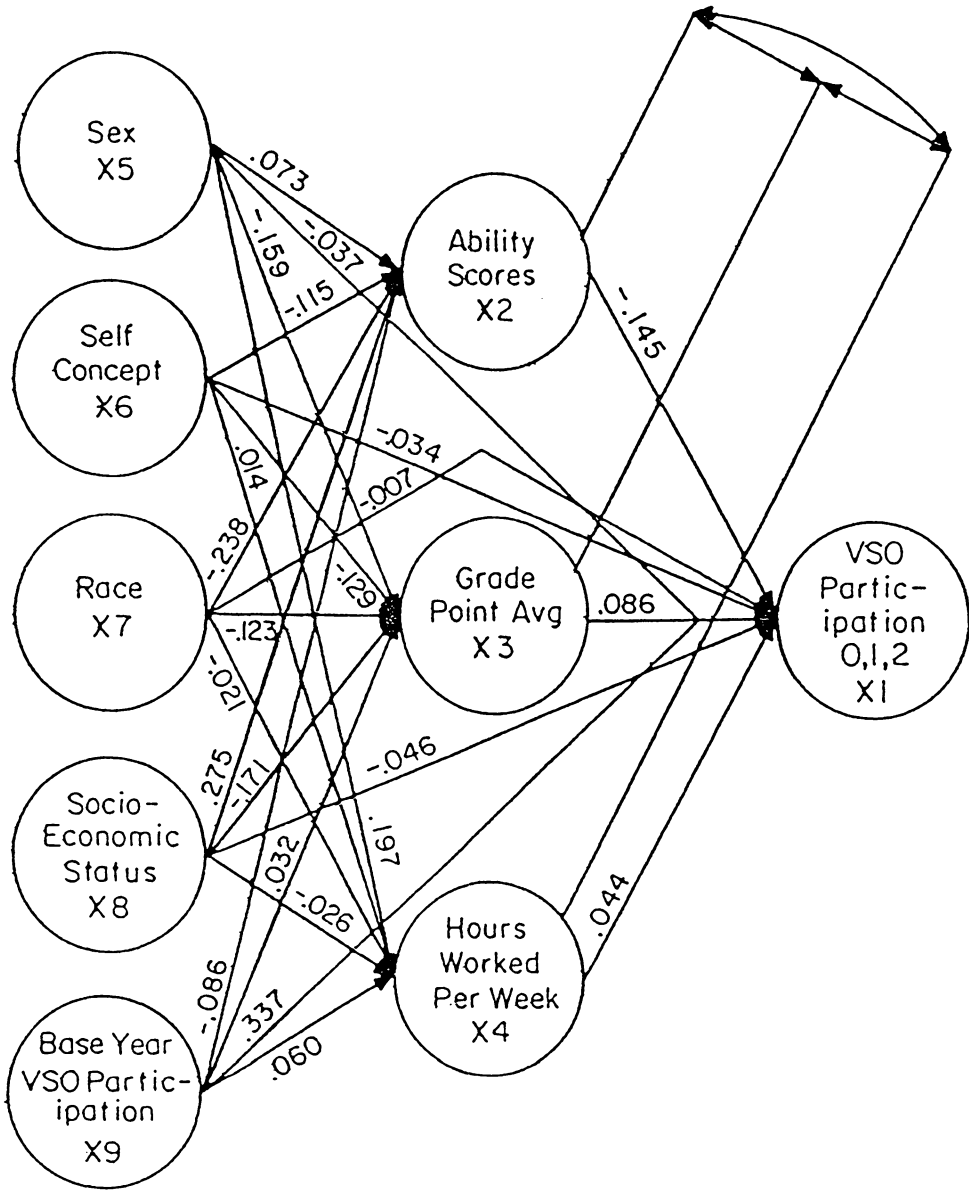 Sex
X5
Self
Concept
X6
Race
X7
Socio-
Economic
Status
X8
Base Year
VSO Partic-
ipation
X9
.073
-.037
-.159
-.115
.014
-.034
-.007
-.129
-.238
-.123
-.021
.275
-.171
-.046
-.026
.197
.032
-.086
.337
.060
Ability
Scores
X2
Grade
Point Avg
X3
Hours
Worked
Per Week
X4
-.145
.086
.044
VSO
Partic-
ipation
0,1,2
X1